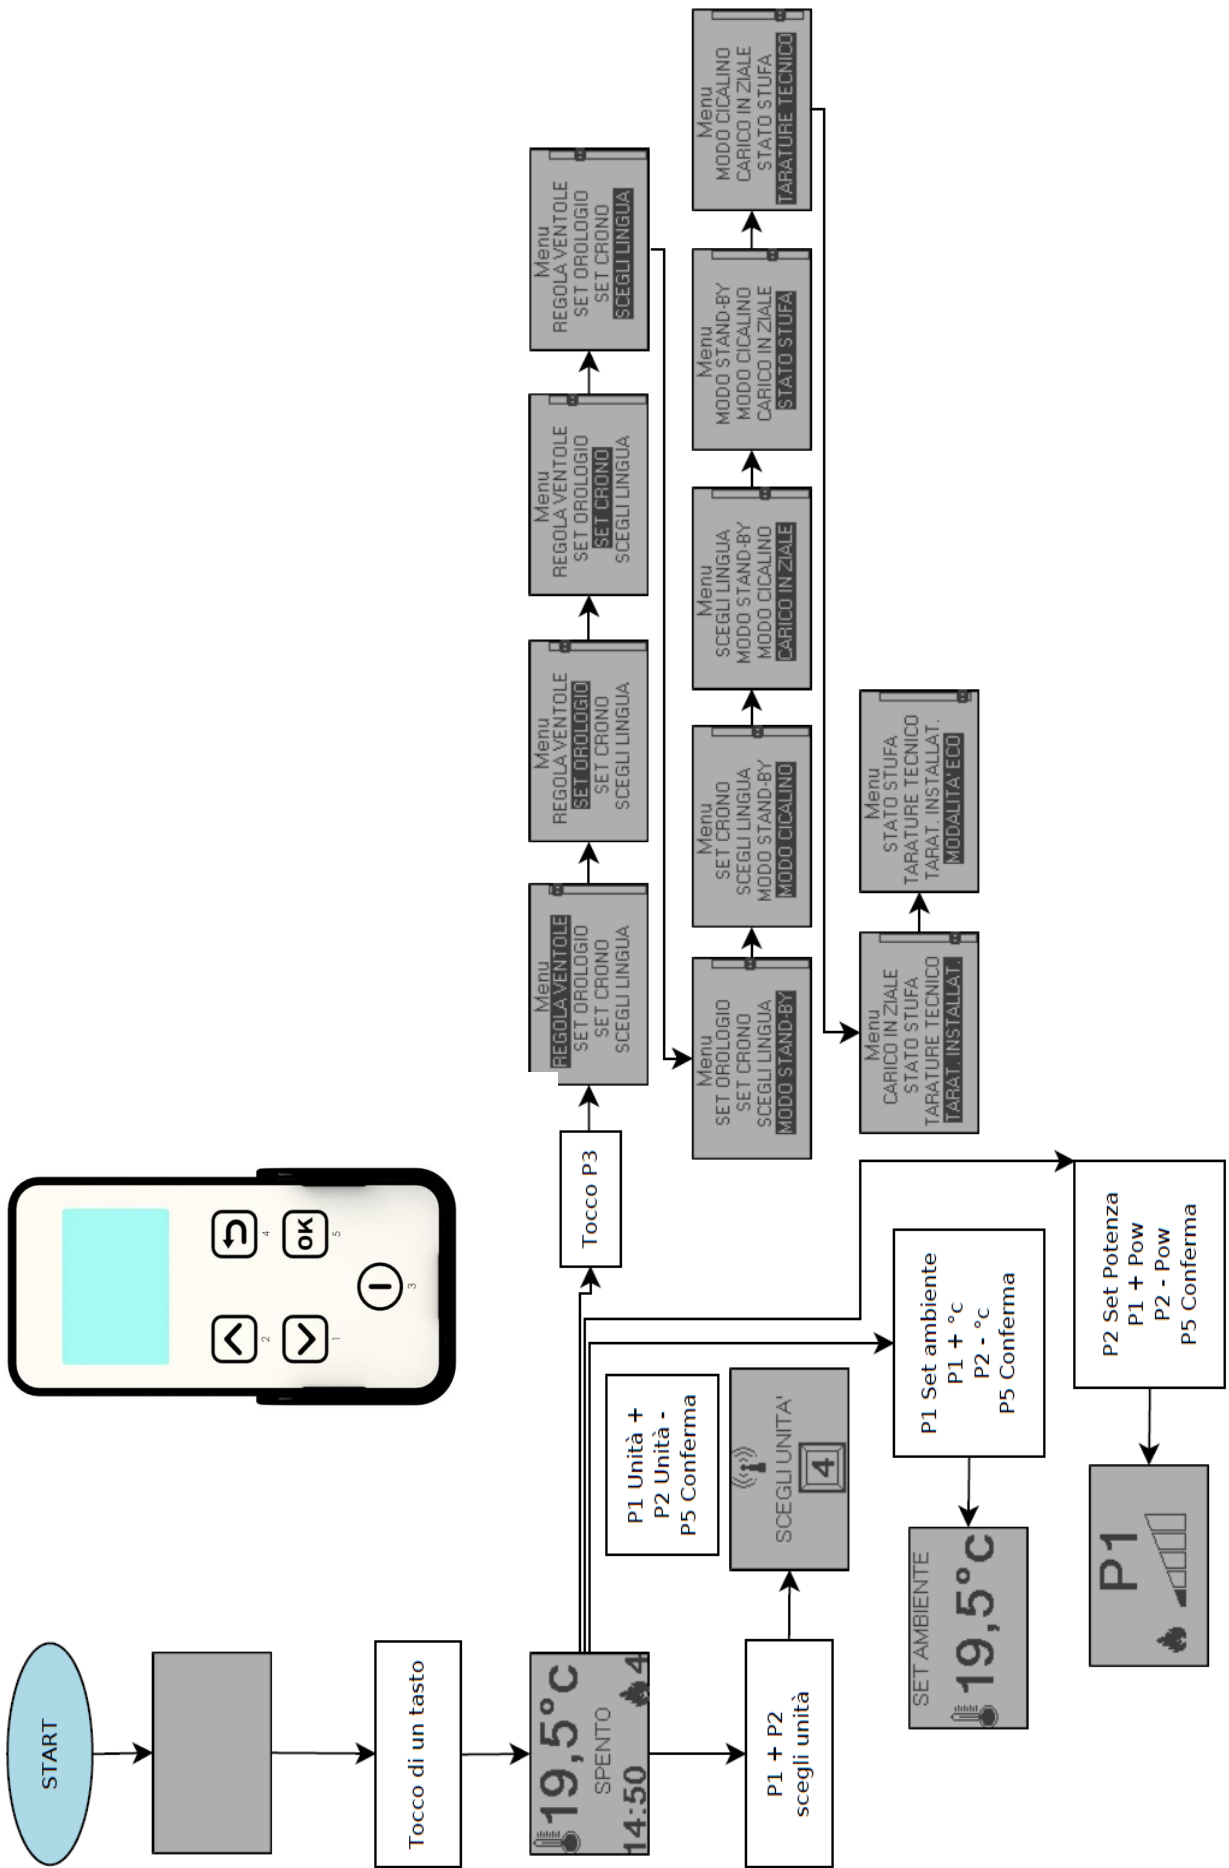 START
Tocco di un tasto
19,5°c
SPENTO
14:50
4
P1 + P2
scegli unità
P1 Unità +
P2 Unità -
P5 Conferma
SCEGLI UNITA'
4
P1 Set ambiente
P1 + °c
P2 - °c
P5 Conferma
SET AMBIENTE
19,5°c
P2 Set Potenza
P1 + Pow
P2 - Pow
P5 Conferma
P1
2
4
OK
1
5
3
Tocco P3
Menu
REGOLA VENTOLE
SET OROLOGIO
SET CRONO
SCEGLI LINGUA
Menu
REGOLA VENTOLE
SET OROLOGIO
SET CRONO
SCEGLI LINGUA
Menu
REGOLA VENTOLE
SET OROLOGIO
SET CRONO
SCEGLI LINGUA
Menu
REGOLA VENTOLE
SET OROLOGIO
SET CRONO
SCEGLI LINGUA
Menu
SET OROLOGIO
SET CRONO
SCEGLI LINGUA
MODO STAND-BY
Menu
SET CRONO
SCEGLI LINGUA
MODO STAND-BY
MODO CICALINO
Menu
SCEGLI LINGUA
MODO STAND-BY
MODO CICALINO
CARICO IN ZIALE
Menu
MODO STAND-BY
MODO CICALINO
CARICO IN ZIALE
STATO STUFA
Menu
MODO CICALINO
CARICO IN ZIALE
STATO STUFA
TARATURE TECNICO
Menu
CARICO IN ZIALE
STATO STUFA
TARATURE TECNICO
TARAT. INSTALLAT.
Menu
STATO STUFA
TARATURE TECNICO
TARAT. INSTALLAT.
MODALITA' ECO